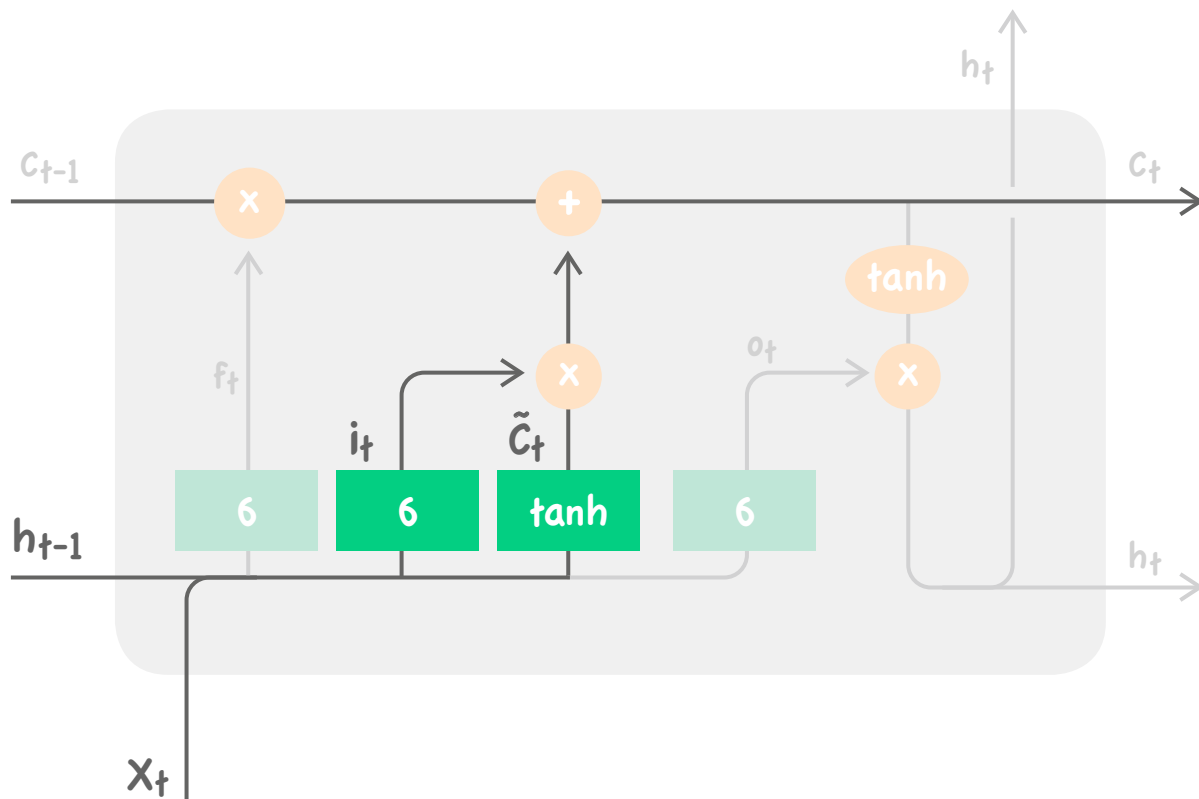 hₜ
Cₜ₋₁
Cₜ
x
+
tanh
fₜ
x
oₜ
x
iₜ
C̃ₜ
6
6
tanh
6
hₜ₋₁
hₜ
xₜ